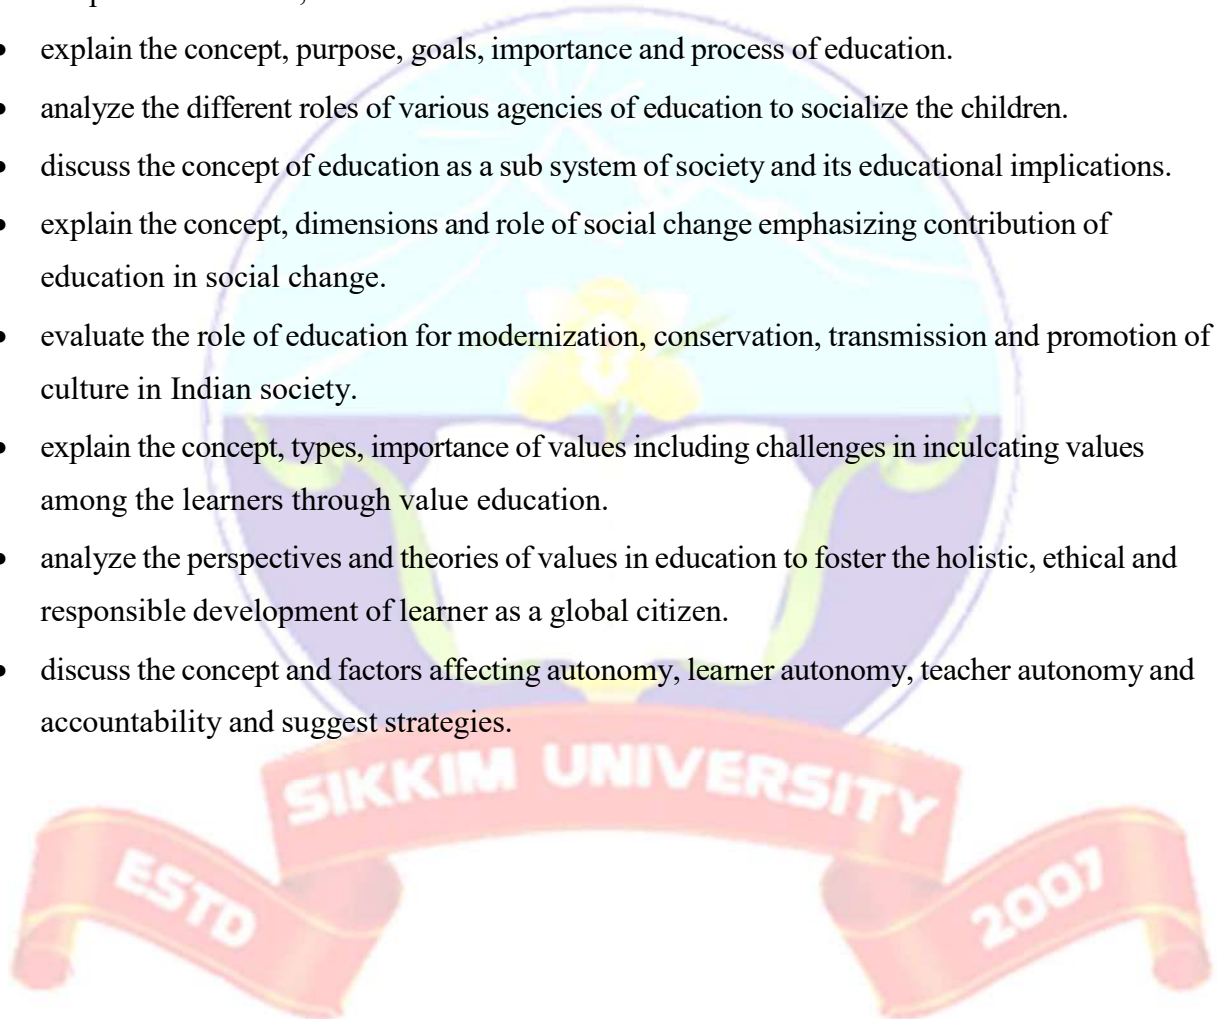 • explain the concept, purpose, goals, importance and process of education.
• analyze the different roles of various agencies of education to socialize the children.
• discuss the concept of education as a sub system of society and its educational implications.
• explain the concept, dimensions and role of social change emphasizing contribution of
education in social change.
• evaluate the role of education for modernization, conservation, transmission and promotion of
culture in Indian society.
• explain the concept, types, importance of values including challenges in inculcating values
among the learners through value education.
• analyze the perspectives and theories of values in education to foster the holistic, ethical and
responsible development of learner as a global citizen.
• discuss the concept and factors affecting autonomy, learner autonomy, teacher autonomy and
accountability and suggest strategies.
SIKKIM UNIVERSITY
ESTD 2007